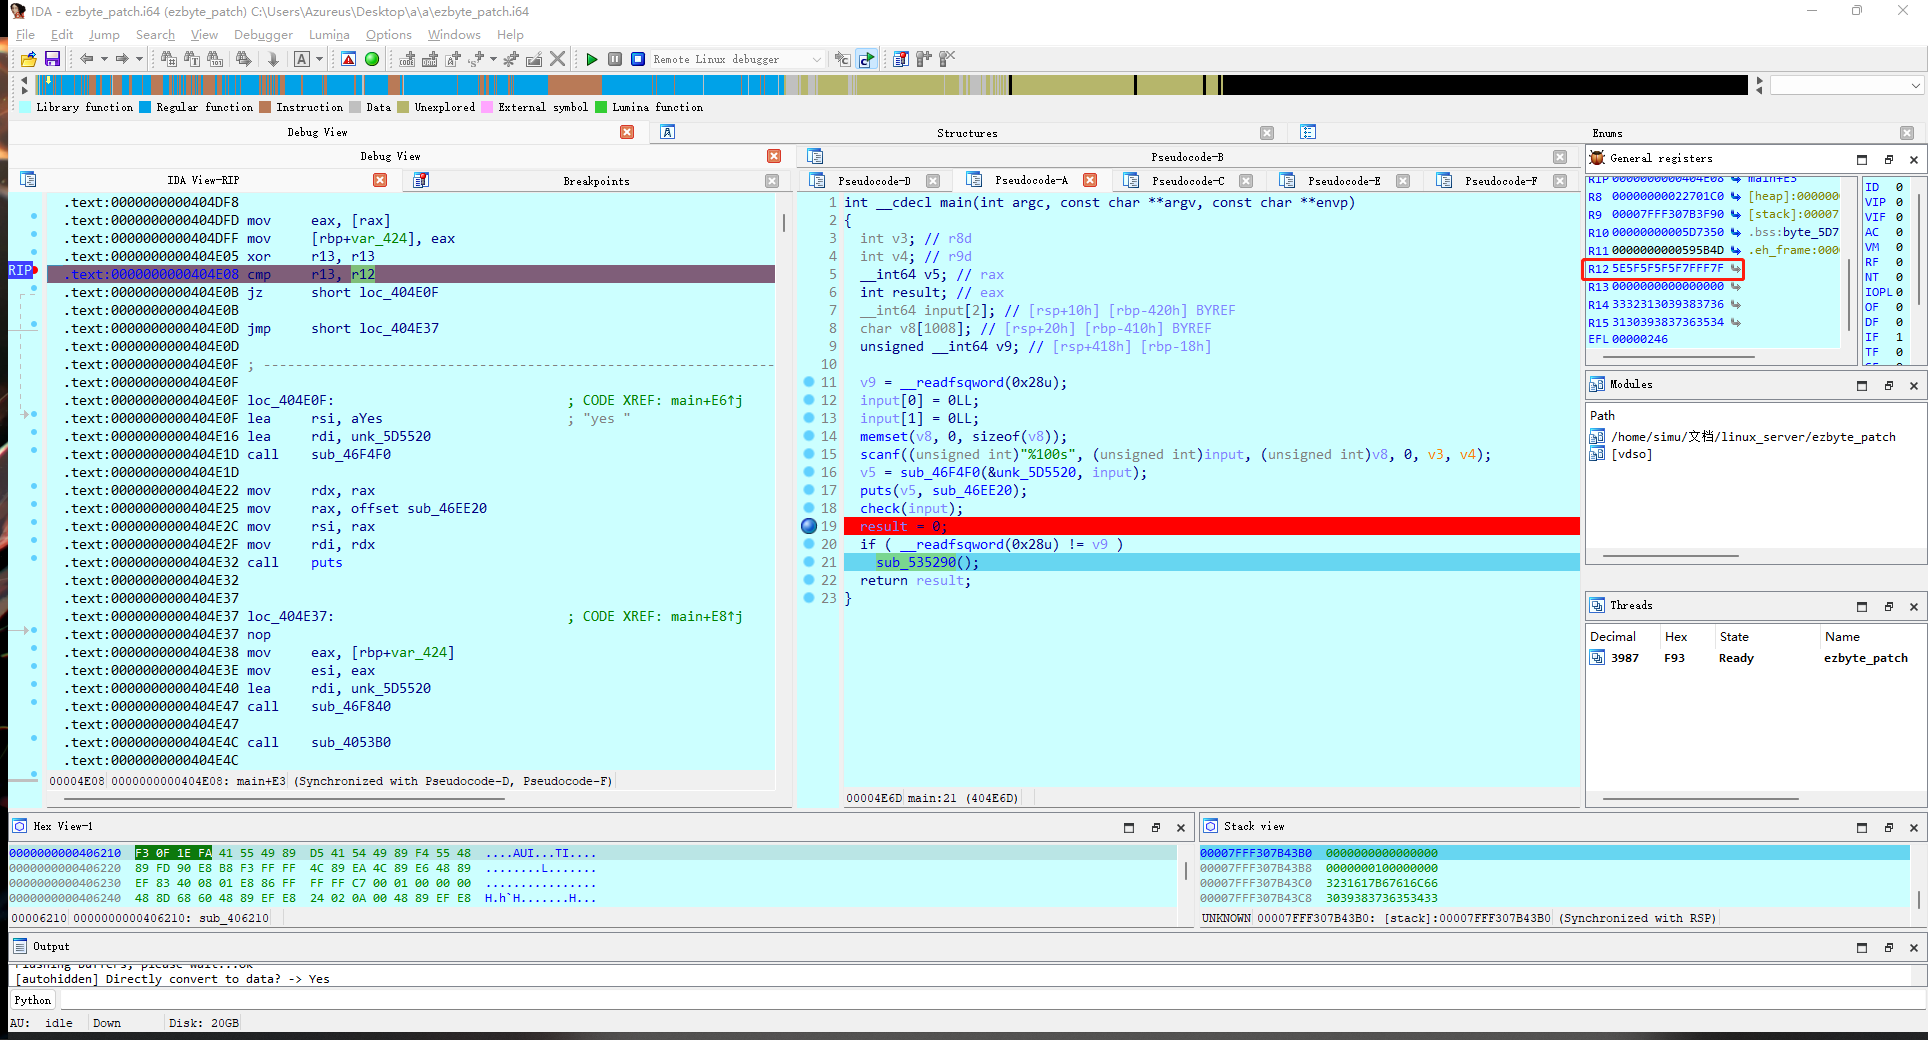 IDA - ezbyte_patch.i64 (ezbyte_patch) C:\Users\Azureus\Desktop\a\a\ezbyte_patch.i64
File Edit Jump Search View Debugger Lumina Options Windows Help
Remote Linux debugger
Library function Regular function Instruction Data Unexplored External symbol Lumina function
Debug View Structures Enums
Debug View Pseudocode-B
IDA View-RIP Breakpoints
.text:0000000000404DF8
.text:0000000000404DFD mov eax, [rax]
.text:0000000000404DFF mov [rbp+var_424], eax
.text:0000000000404E05 xor r13, r13
RIP .text:0000000000404E08 cmp r13, r12
.text:0000000000404E0B jz short loc_404E0F
.text:0000000000404E0B
.text:0000000000404E0D jmp short loc_404E37
.text:0000000000404E0D
.text:0000000000404E0F ; ----------------------------------------------------------------
.text:0000000000404E0F
.text:0000000000404E0F loc_404E0F: ; CODE XREF: main+E6↑j
.text:0000000000404E0F lea rsi, aYes ; "yes "
.text:0000000000404E16 lea rdi, unk_5D5520
.text:0000000000404E1D call sub_46F4F0
.text:0000000000404E1D
.text:0000000000404E22 mov rdx, rax
.text:0000000000404E25 mov rax, offset sub_46EE20
.text:0000000000404E2C mov rsi, rax
.text:0000000000404E2F mov rdi, rdx
.text:0000000000404E32 call puts
.text:0000000000404E32
.text:0000000000404E37
.text:0000000000404E37 loc_404E37: ; CODE XREF: main+E8↑j
.text:0000000000404E37 nop
.text:0000000000404E38 mov eax, [rbp+var_424]
.text:0000000000404E3E mov esi, eax
.text:0000000000404E40 lea rdi, unk_5D5520
.text:0000000000404E47 call sub_46F840
.text:0000000000404E47
.text:0000000000404E4C call sub_4053B0
.text:0000000000404E4C
00004E08 0000000000404E08: main+E3 (Synchronized with Pseudocode-D, Pseudocode-F)
Pseudocode-D Pseudocode-A Pseudocode-C Pseudocode-E Pseudocode-F
1 int __cdecl main(int argc, const char **argv, const char **envp)
2 {
3 int v3; // r8d
4 int v4; // r9d
5 __int64 v5; // rax
6 int result; // eax
7 __int64 input[2]; // [rsp+10h] [rbp-420h] BYREF
8 char v8[1008]; // [rsp+20h] [rbp-410h] BYREF
9 unsigned __int64 v9; // [rsp+418h] [rbp-18h]
10
11 v9 = __readfsqword(0x28u);
12 input[0] = 0LL;
13 input[1] = 0LL;
14 memset(v8, 0, sizeof(v8));
15 scanf((unsigned int)"%100s", (unsigned int)input, (unsigned int)v8, 0, v3, v4);
16 v5 = sub_46F4F0(&unk_5D5520, input);
17 puts(v5, sub_46EE20);
18 check(input);
19 result = 0;
20 if ( __readfsqword(0x28u) != v9 )
21 sub_535290();
22 return result;
23 }
00004E6D main:21 (404E6D)
General registers
RIP 0000000000404E08 main+E3
R8 00000000022701C0 [heap]:000000
R9 00007FFF307B3F90 [stack]:00007
R10 00000000005D7350 .bss:byte_5D7
R11 0000000000595B4D .eh_frame:000
R12 5E5F5F5F5F7FFF7F
R13 0000000000000000
R14 3332313039383736
R15 3130393837363534
EFL 00000246
ID 0
VIP 0
VIF 0
AC 0
VM 0
RF 0
NT 0
IOPL 0
OF 0
DF 0
IF 1
TF 0
Modules
Path
/home/simu/文档/linux_server/ezbyte_patch
[vdso]
Threads
Decimal Hex State Name
3987 F93 Ready ezbyte_patch
Hex View-1
0000000000406210 F3 0F 1E FA 41 55 49 89 D5 41 54 49 89 F4 55 48 ....AUI...TI....
0000000000406220 89 FD 90 E8 B8 F3 FF FF 4C 89 EA 4C 89 E6 48 89 ........L.......
0000000000406230 EF 83 40 08 01 E8 86 FF FF FF C7 00 01 00 00 00 ................
0000000000406240 48 8D 68 60 48 89 EF E8 24 02 0A 00 48 89 EF E8 H.h`H.......H...
00006210 0000000000406210: sub_406210
Stack view
00007FFF307B43B0 0000000000000000
00007FFF307B43B8 0000000100000000
00007FFF307B43C0 3231617B67616C66
00007FFF307B43C8 3039383736353433
UNKNOWN 00007FFF307B43B0: [stack]:00007FFF307B43B0 (Synchronized with RSP)
Output
Flushing buffers, please wait...ok
[autohidden] Directly convert to data? -> Yes
Python
AU: idle Down Disk: 20GB